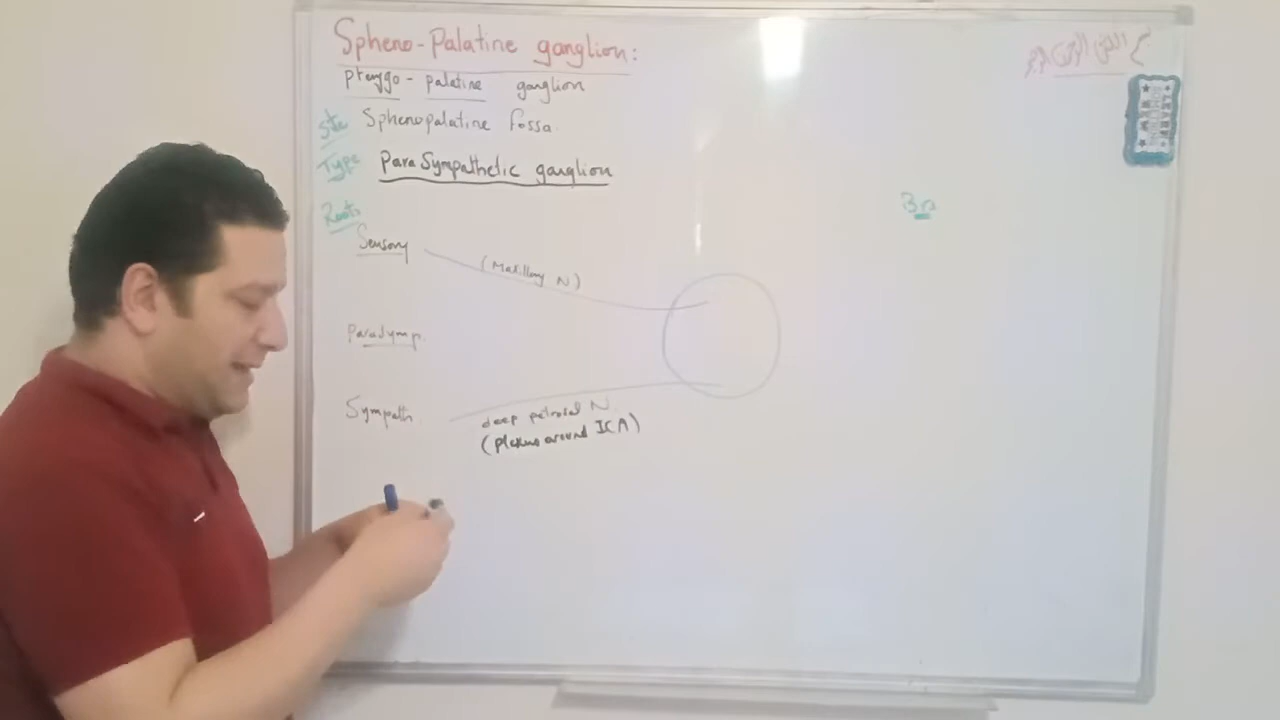 Spheno-Palatine ganglion:
pterygo-palatine ganglion
Site Sphenopalatine fossa.
Type ParaSympathetic ganglion
Roots
Sensory (Maxillary N)
Parasymp.
Sympath. deep petrosal N.
(plexus around ICA)
Br